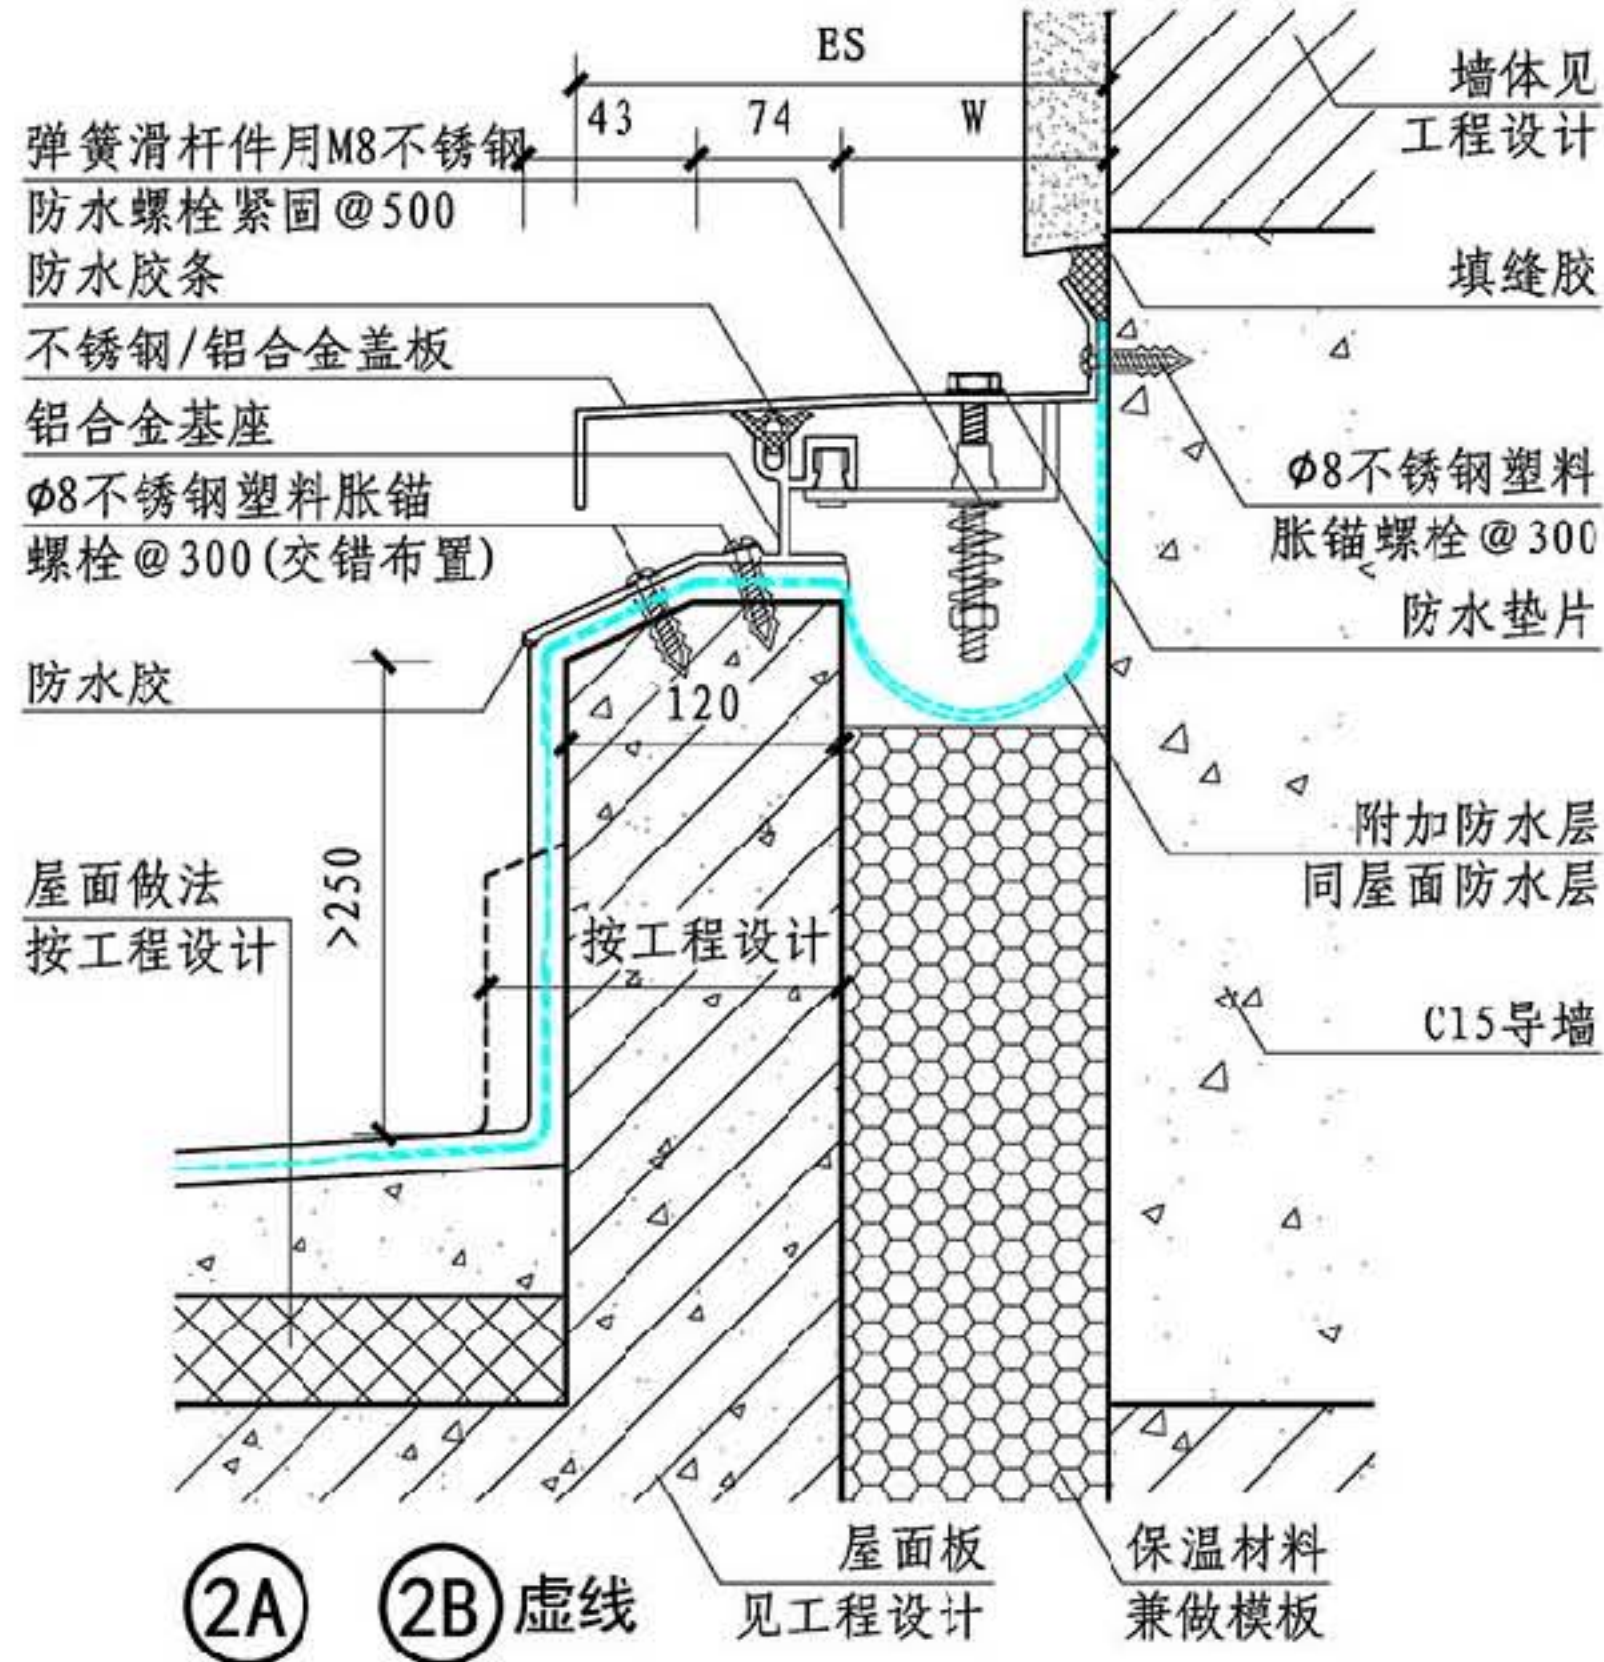 ES
43
74
W
弹簧滑杆件用M8不锈钢
防水螺栓紧固@500
防水胶条
不锈钢/铝合金盖板
铝合金基座
ϕ8不锈钢塑料胀锚
螺栓@300(交错布置)
防水胶
屋面做法
按工程设计
>250
120
按工程设计
墙体见
工程设计
填缝胶
ϕ8不锈钢塑料
胀锚螺栓@300
防水垫片
附加防水层
同屋面防水层
C15导墙
屋面板
见工程设计
保温材料
兼做模板
2A
2B 虚线